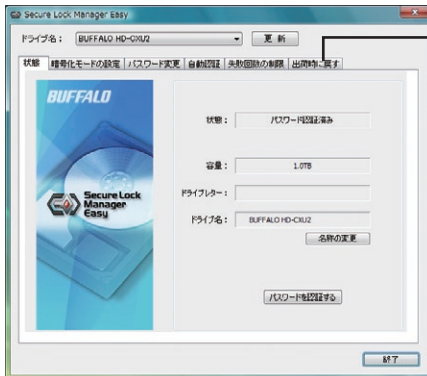 Secure Lock Manager Easy
ドライブ名： BUFFALO HD-CXU2 更 新
状態 暗号化モードの設定 パスワード変更 自動認証 失敗回数の制限 出荷時に戻す
BUFFALO
状態： パスワード認証済み
容量： 1.0TB
Secure Lock
Manager
Easy
ドライブレター：
ドライブ名： BUFFALO HD-CXU2
名称の変更
パスワードを認証する
終了